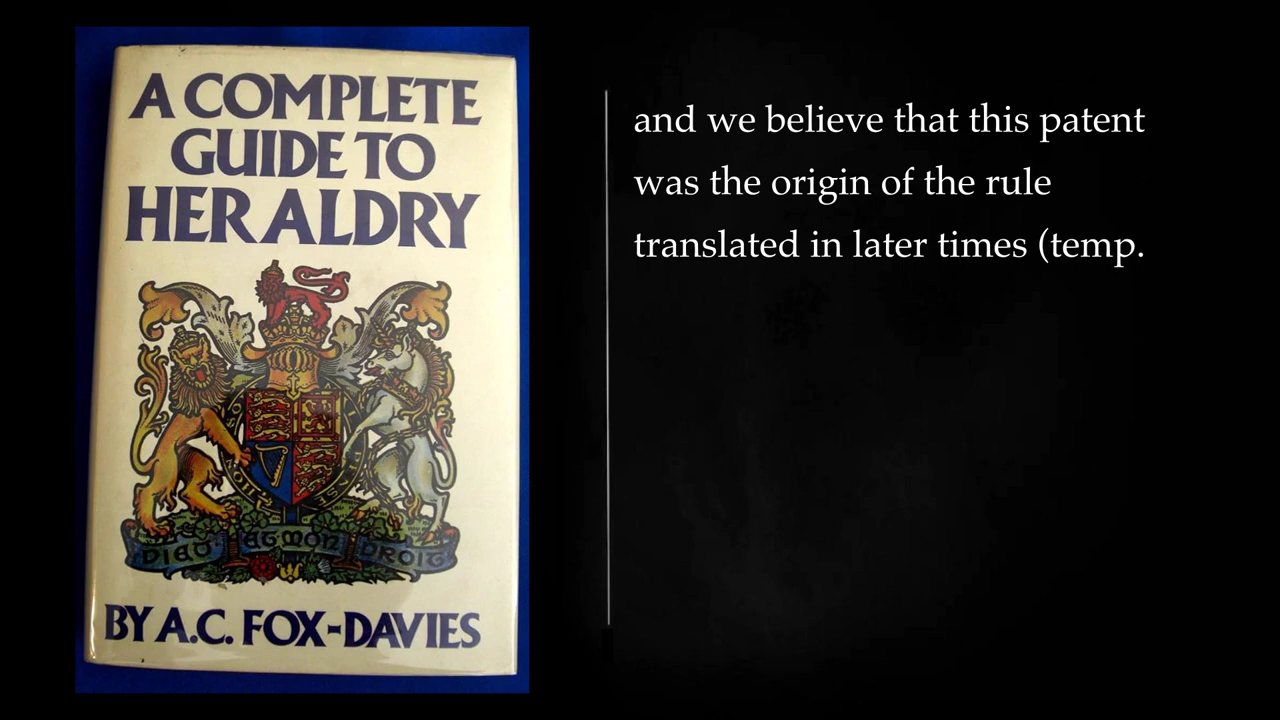 A COMPLETE
GUIDE TO
HERALDRY
DIEU ET MON DROIT
BY A.C. FOX-DAVIES
and we believe that this patent
was the origin of the rule
translated in later times (temp.